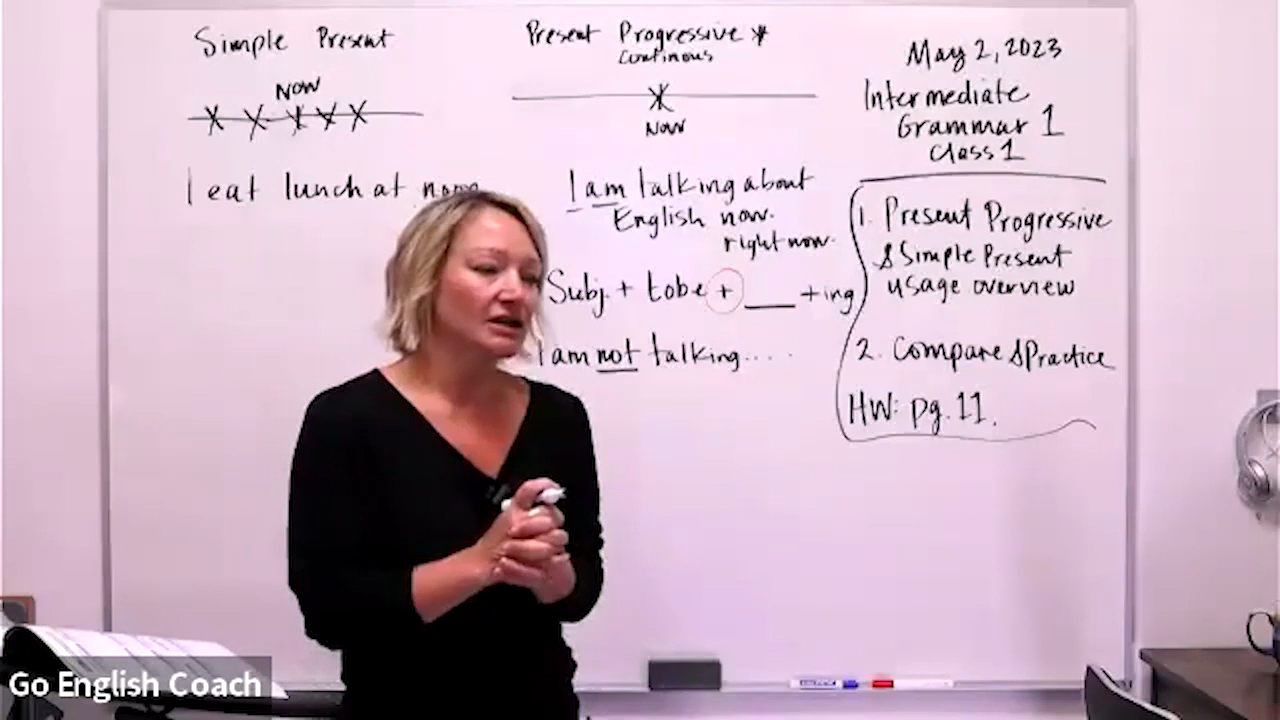 Simple Present
NOW
I eat lunch at noon
Present Progressive *
Continous
NOW
I am talking about
English now.
right now.
Subj. + to be + ___ +ing
I am not talking....
May 2, 2023
Intermediate
Grammar 1
Class 1
1. Present Progressive
& Simple Present
usage overview
2. Compare & Practice
HW: pg. 11.
Go English Coach